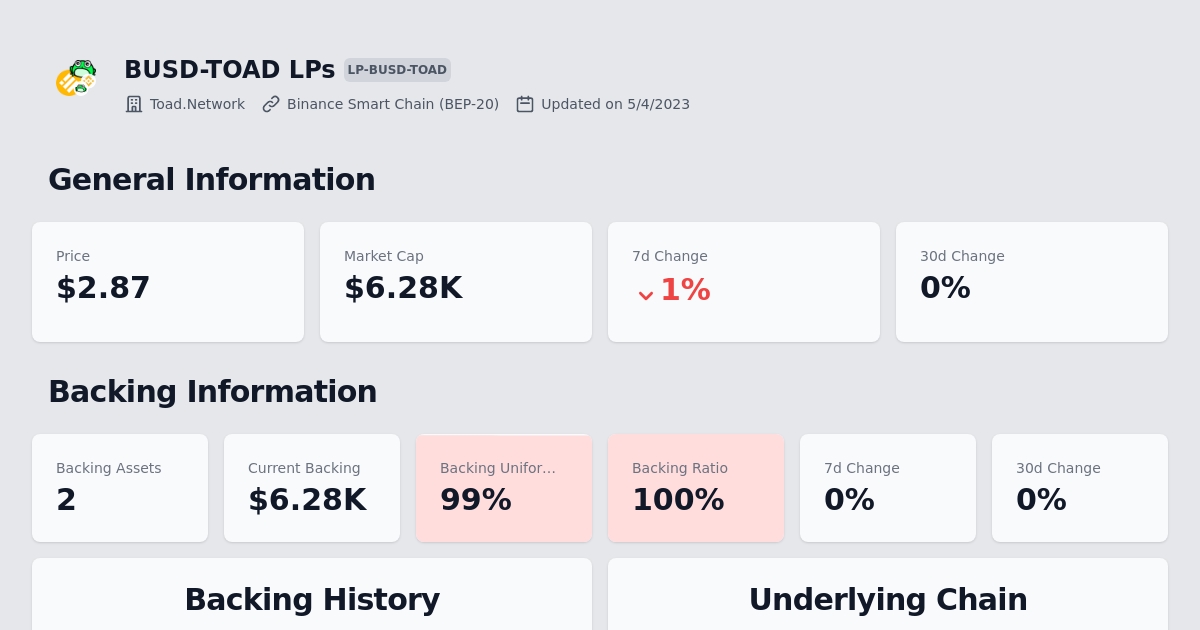 BUSD-TOAD LPs LP-BUSD-TOAD
Toad.Network Binance Smart Chain (BEP-20) Updated on 5/4/2023
General Information
Price
$2.87
Market Cap
$6.28K
7d Change
1%
30d Change
0%
Backing Information
Backing Assets
2
Current Backing
$6.28K
Backing Unifor...
99%
Backing Ratio
100%
7d Change
0%
30d Change
0%
Backing History
Underlying Chain